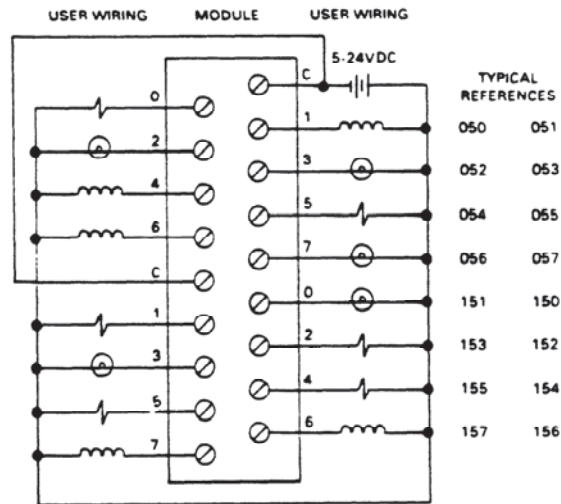 USER WIRING MODULE USER WIRING
5-24VDC
TYPICAL
REFERENCES
C
0
1 050 051
2
3 052 053
4
5 054 055
6
7 056 057
C
0 151 150
1
2 153 152
3
4 155 154
5
6 157 156
7